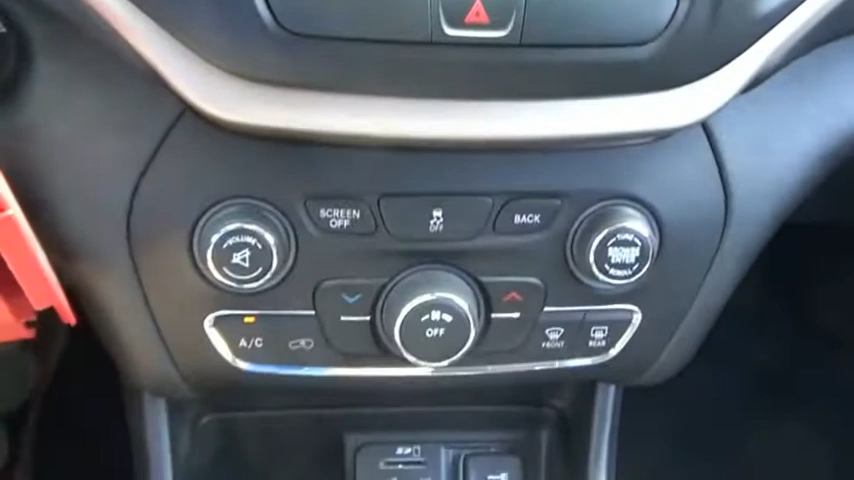 SCREEN
OFF
OFF
BACK
VOLUME
TUNE
BROWSE
ENTER
SCROLL
OFF
A/C
FRONT
REAR